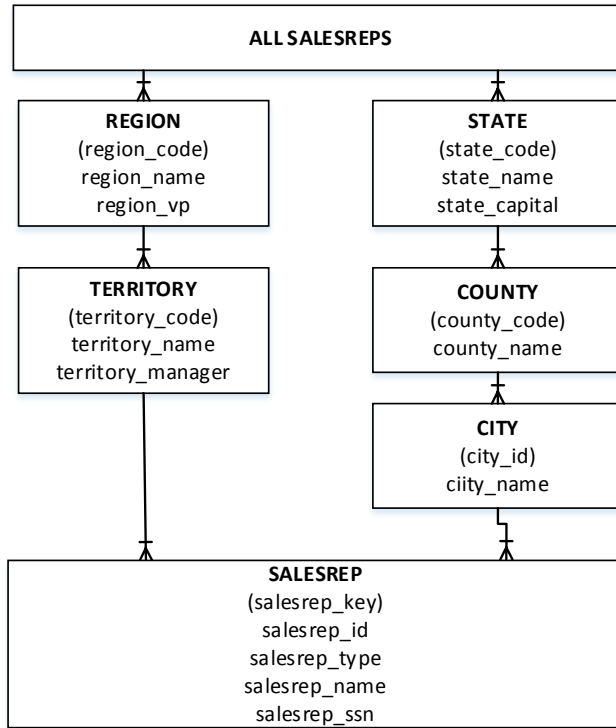 ALL SALESREPS
REGION
(region_code)
region_name
region_vp
STATE
(state_code)
state_name
state_capital
TERRITORY
(territory_code)
territory_name
territory_manager
COUNTY
(county_code)
county_name
CITY
(city_id)
ciity_name
SALESREP
(salesrep_key)
salesrep_id
salesrep_type
salesrep_name
salesrep_ssn